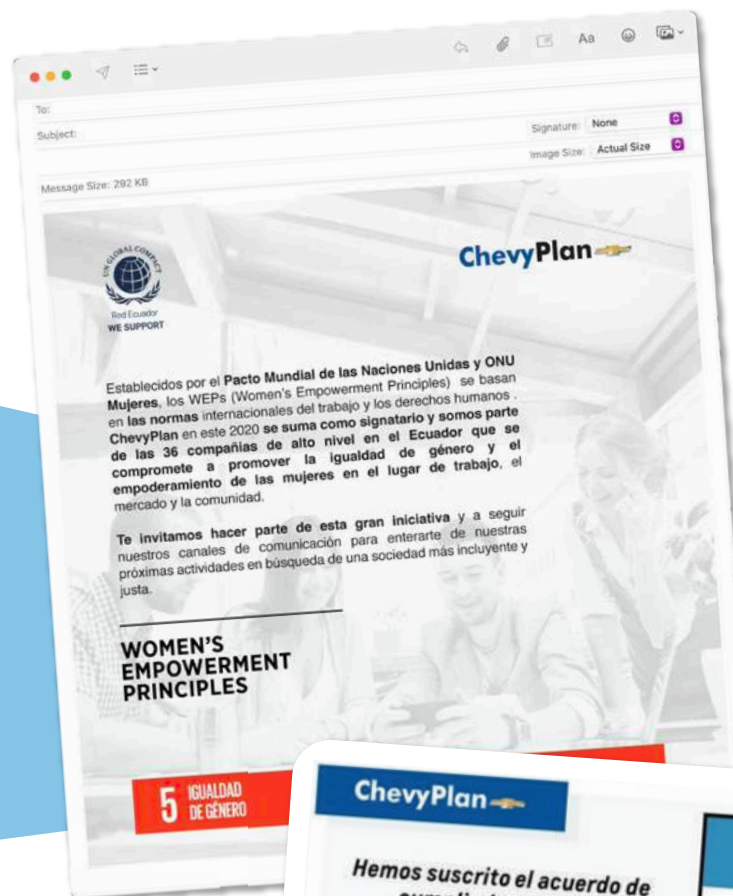 Aa
To:
Subject:
Signature: None
Image Size: Actual Size
Message Size: 292 KB
UN GLOBAL COMPACT
Red Ecuador
WE SUPPORT
ChevyPlan
Establecidos por el Pacto Mundial de las Naciones Unidas y ONU
Mujeres, los WEPs (Women's Empowerment Principles) se basan
en las normas internacionales del trabajo y los derechos humanos .
ChevyPlan en este 2020 se suma como signatario y somos parte
de las 36 compañias de alto nivel en el Ecuador que se
compromete a promover la igualdad de género y el
empoderamiento de las mujeres en el lugar de trabajo, el
mercado y la comunidad.
Te invitamos hacer parte de esta gran iniciativa y a seguir
nuestros canales de comunicación para enterarte de nuestras
próximas actividades en búsqueda de una sociedad más incluyente y
justa.
WOMEN'S
EMPOWERMENT
PRINCIPLES
5 IGUALDAD
DE GÉNERO
ChevyPlan
Hemos suscrito el acuerdo de